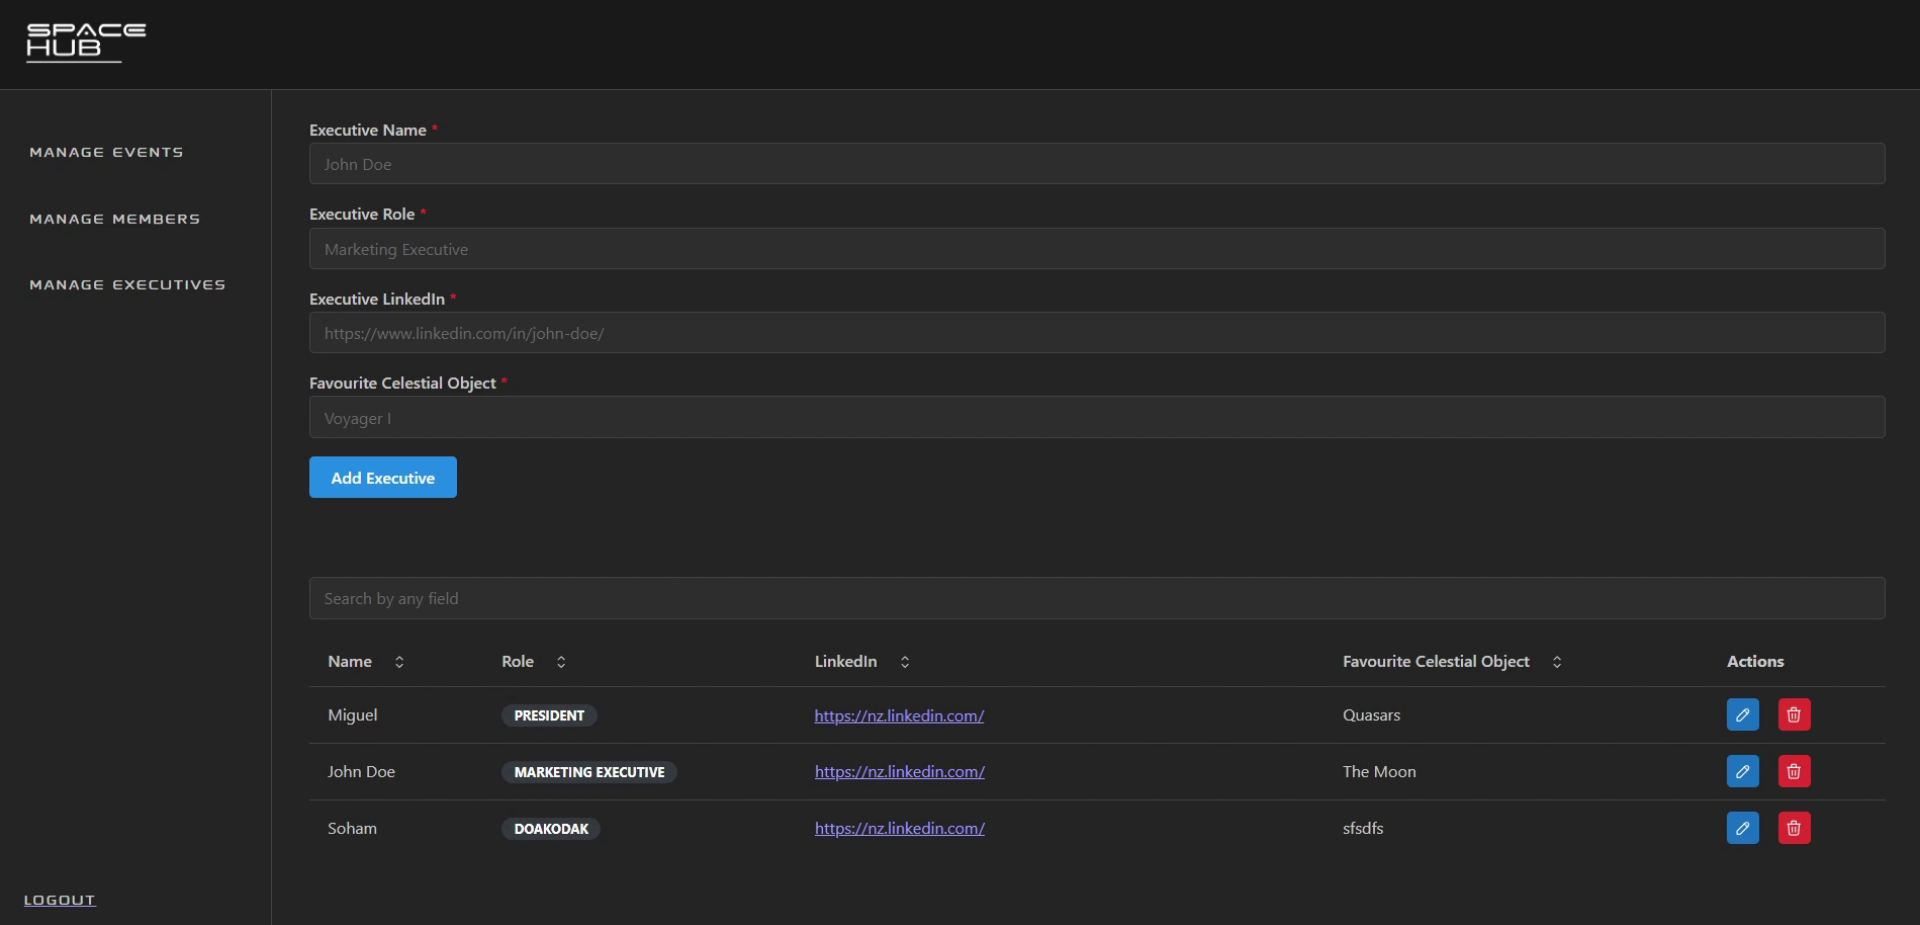 SPACE
HUB
MANAGE EVENTS
MANAGE MEMBERS
MANAGE EXECUTIVES
LOGOUT
Executive Name *
John Doe
Executive Role *
Marketing Executive
Executive LinkedIn *
https://www.linkedin.com/in/john-doe/
Favourite Celestial Object *
Voyager I
Add Executive
Search by any field
Name Role LinkedIn Favourite Celestial Object Actions
Miguel PRESIDENT https://nz.linkedin.com/ Quasars
John Doe MARKETING EXECUTIVE https://nz.linkedin.com/ The Moon
Soham DOAKODAK https://nz.linkedin.com/ sfsdfs